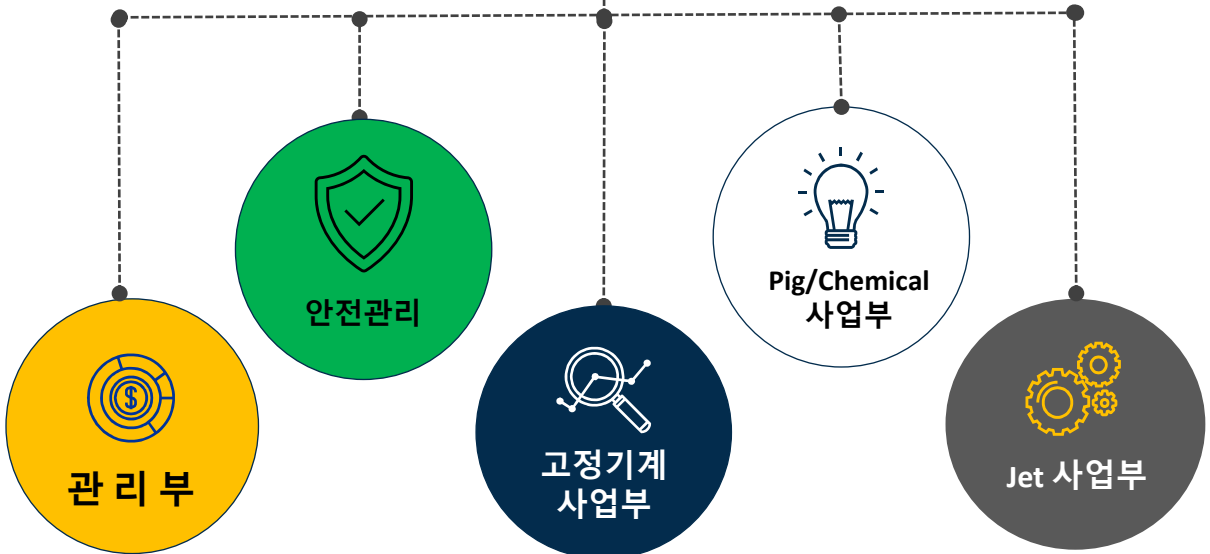 관 리 부
안전관리
고정기계
사업부
Pig/Chemical
사업부
Jet 사업부